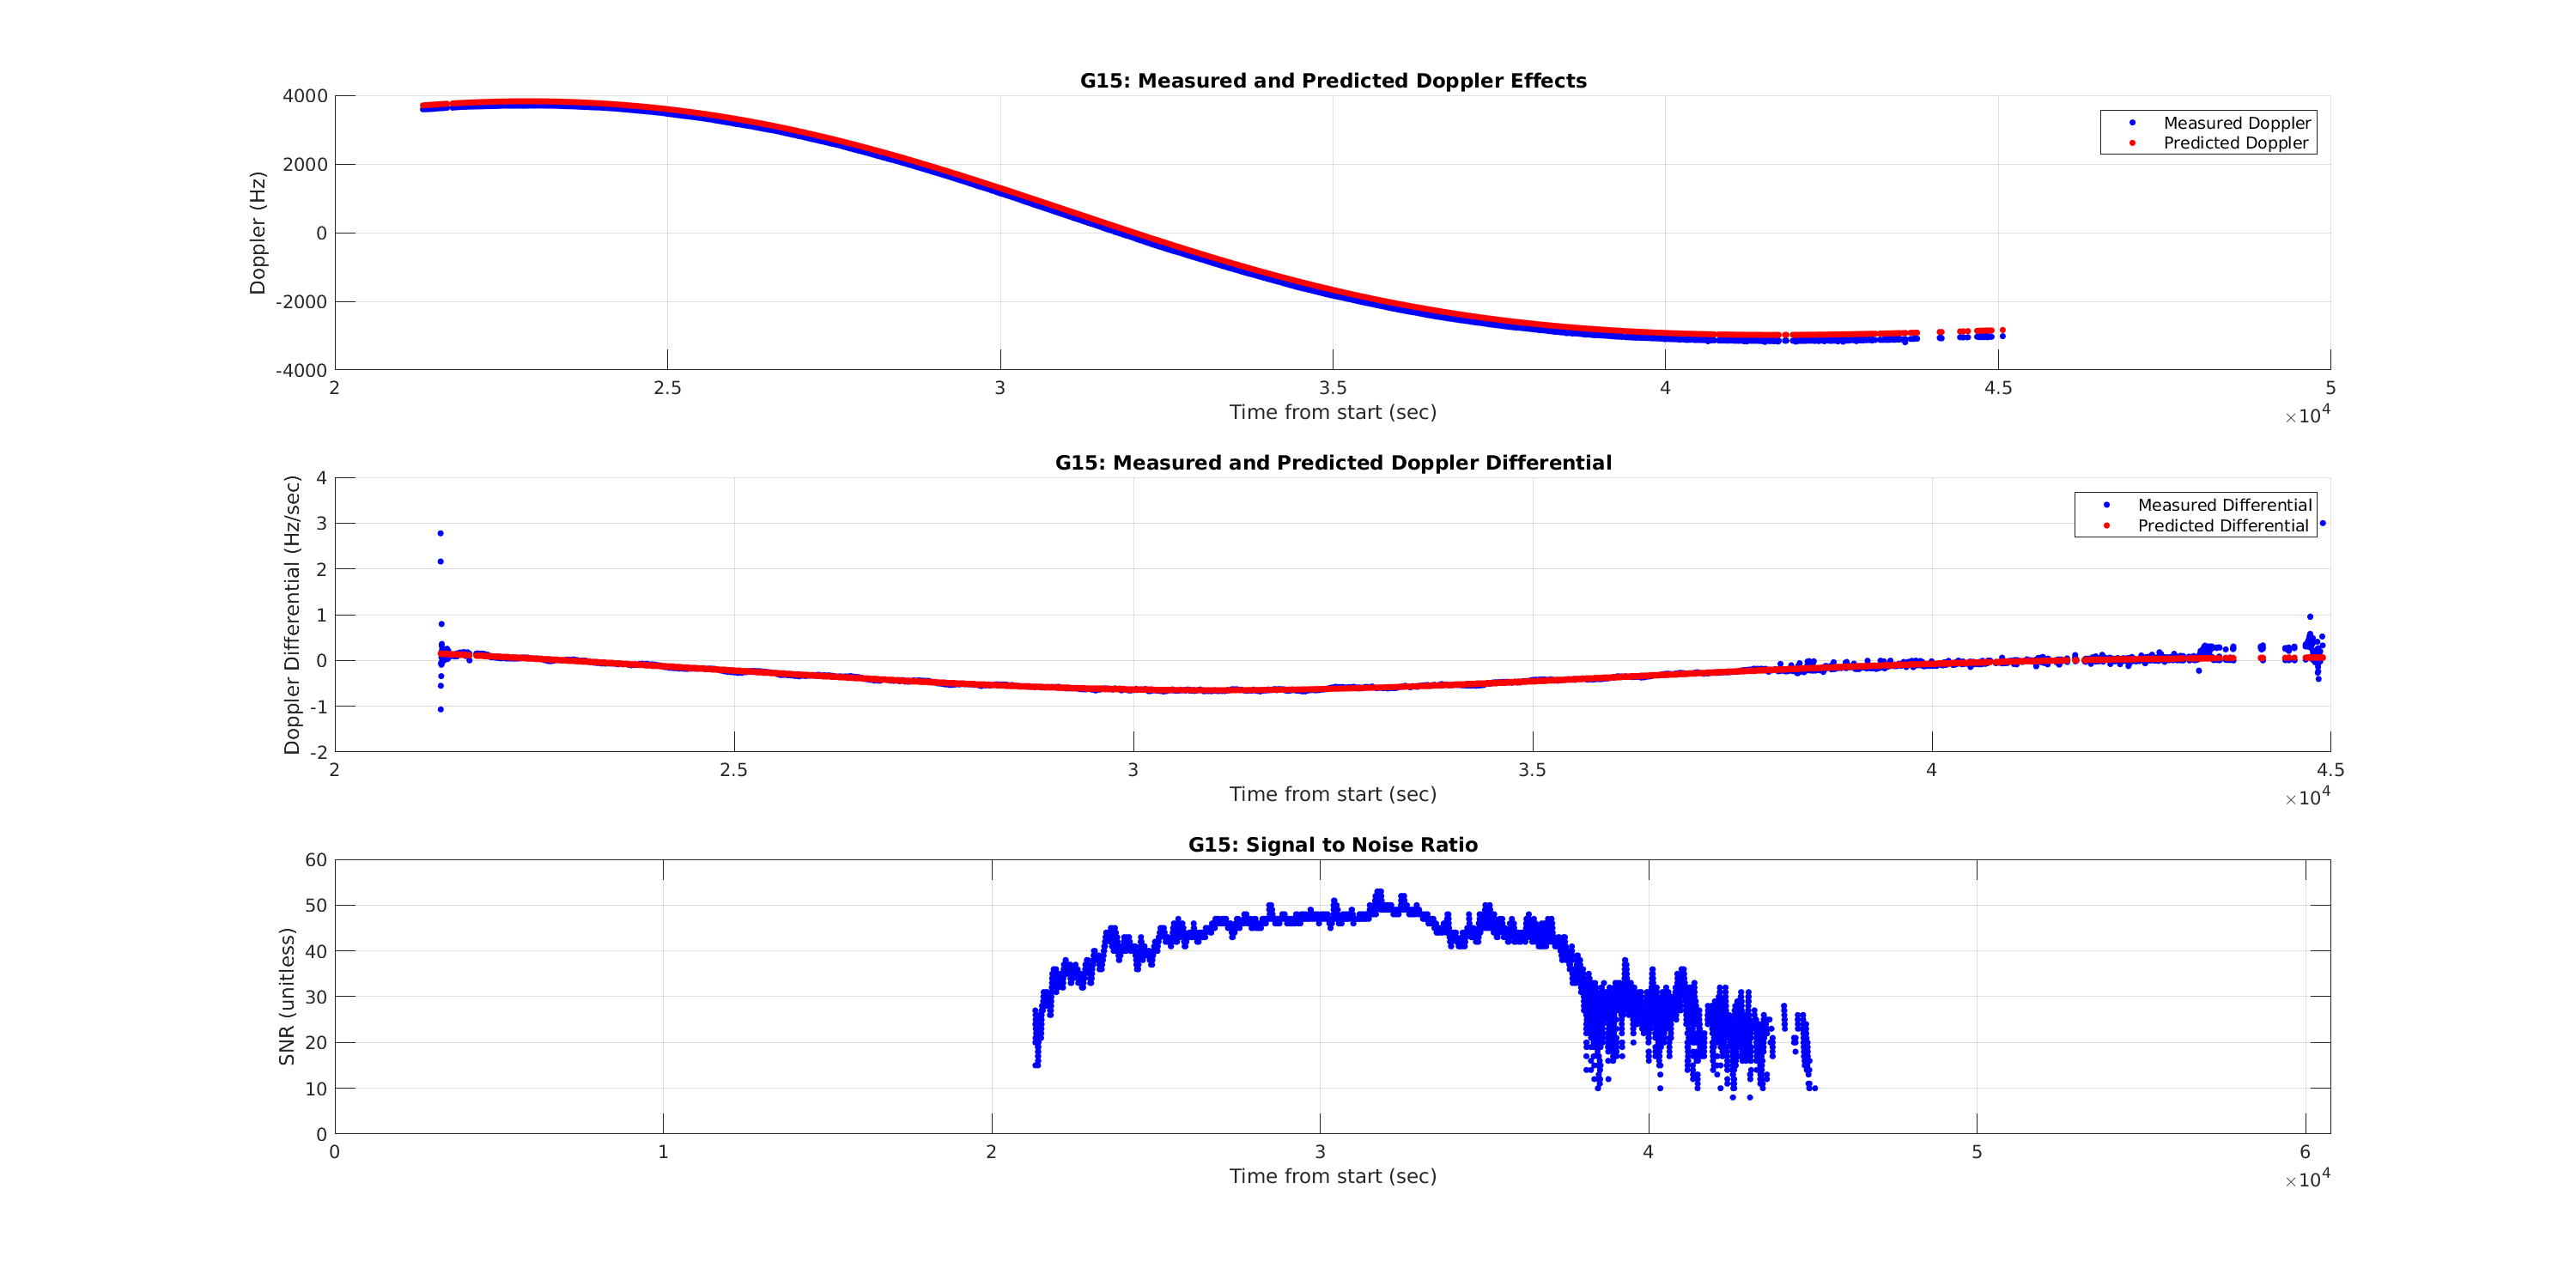 G15: Measured and Predicted Doppler Effects
4000
2000
0
-2000
-4000
Doppler (Hz)
Measured Doppler
Predicted Doppler
2 2.5 3 3.5 4 4.5 5
×10^4
Time from start (sec)
G15: Measured and Predicted Doppler Differential
4
3
2
1
0
-1
-2
Doppler Differential (Hz/sec)
Measured Differential
Predicted Differential
2 2.5 3 3.5 4 4.5
×10^4
Time from start (sec)
G15: Signal to Noise Ratio
60
50
40
30
20
10
0
SNR (unitless)
0 1 2 3 4 5 6
×10^4
Time from start (sec)